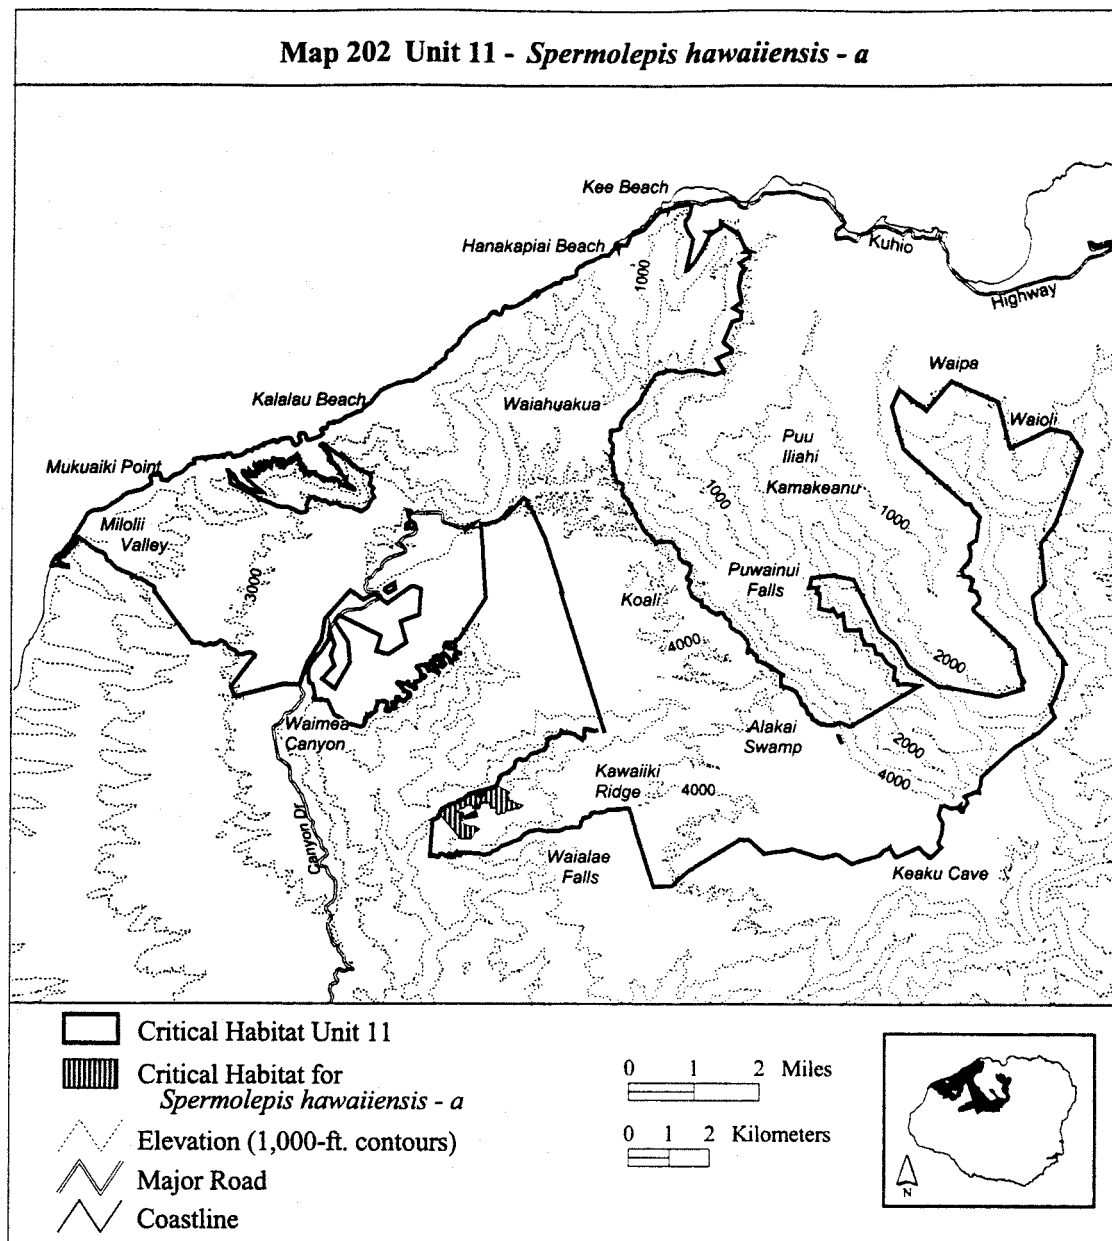 Map 202 Unit 11 - Spermolepis hawaiiensis - a
Kee Beach
Hanakapiai Beach
Kuhio
Highway
1000
Waipa
Kalalau Beach
Waiahuakua
Waioli
Puu
Iliahi
Mukuaiki Point
Kamakeanu
1000
1000
Milolii
Valley
3000
Puwainui
Falls
Koali
4000
2000
Waimea
Canyon
Alakai
Swamp
2000
Kawaiiki
Ridge
4000
4000
Canyon Dr
Waialae
Falls
Keaku Cave
Critical Habitat Unit 11
Critical Habitat for
Spermolepis hawaiiensis - a
Elevation (1,000-ft. contours)
Major Road
Coastline
0 1 2 Miles
0 1 2 Kilometers
N